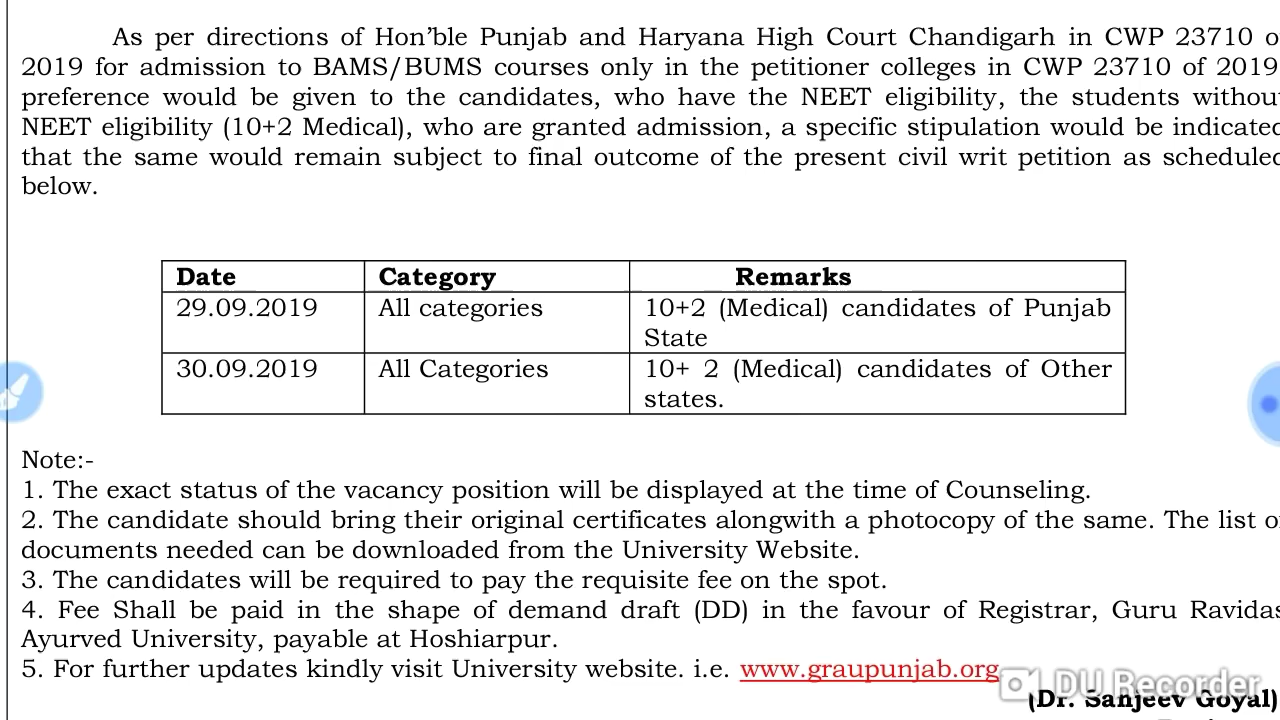 As per directions of Hon'ble Punjab and Haryana High Court Chandigarh in CWP 23710 o
2019 for admission to BAMS/BUMS courses only in the petitioner colleges in CWP 23710 of 2019
preference would be given to the candidates, who have the NEET eligibility, the students withou
NEET eligibility (10+2 Medical), who are granted admission, a specific stipulation would be indicated
that the same would remain subject to final outcome of the present civil writ petition as scheduled
below.
Date Category Remarks
29.09.2019 All categories 10+2 (Medical) candidates of Punjab
State
30.09.2019 All Categories 10+ 2 (Medical) candidates of Other
states.
Note:-
1. The exact status of the vacancy position will be displayed at the time of Counseling.
2. The candidate should bring their original certificates alongwith a photocopy of the same. The list of
documents needed can be downloaded from the University Website.
3. The candidates will be required to pay the requisite fee on the spot.
4. Fee Shall be paid in the shape of demand draft (DD) in the favour of Registrar, Guru Ravidas
Ayurved University, payable at Hoshiarpur.
5. For further updates kindly visit University website. i.e. www.graupunjab.org
DU Recorder
(Dr. Sanjeev Goyal)